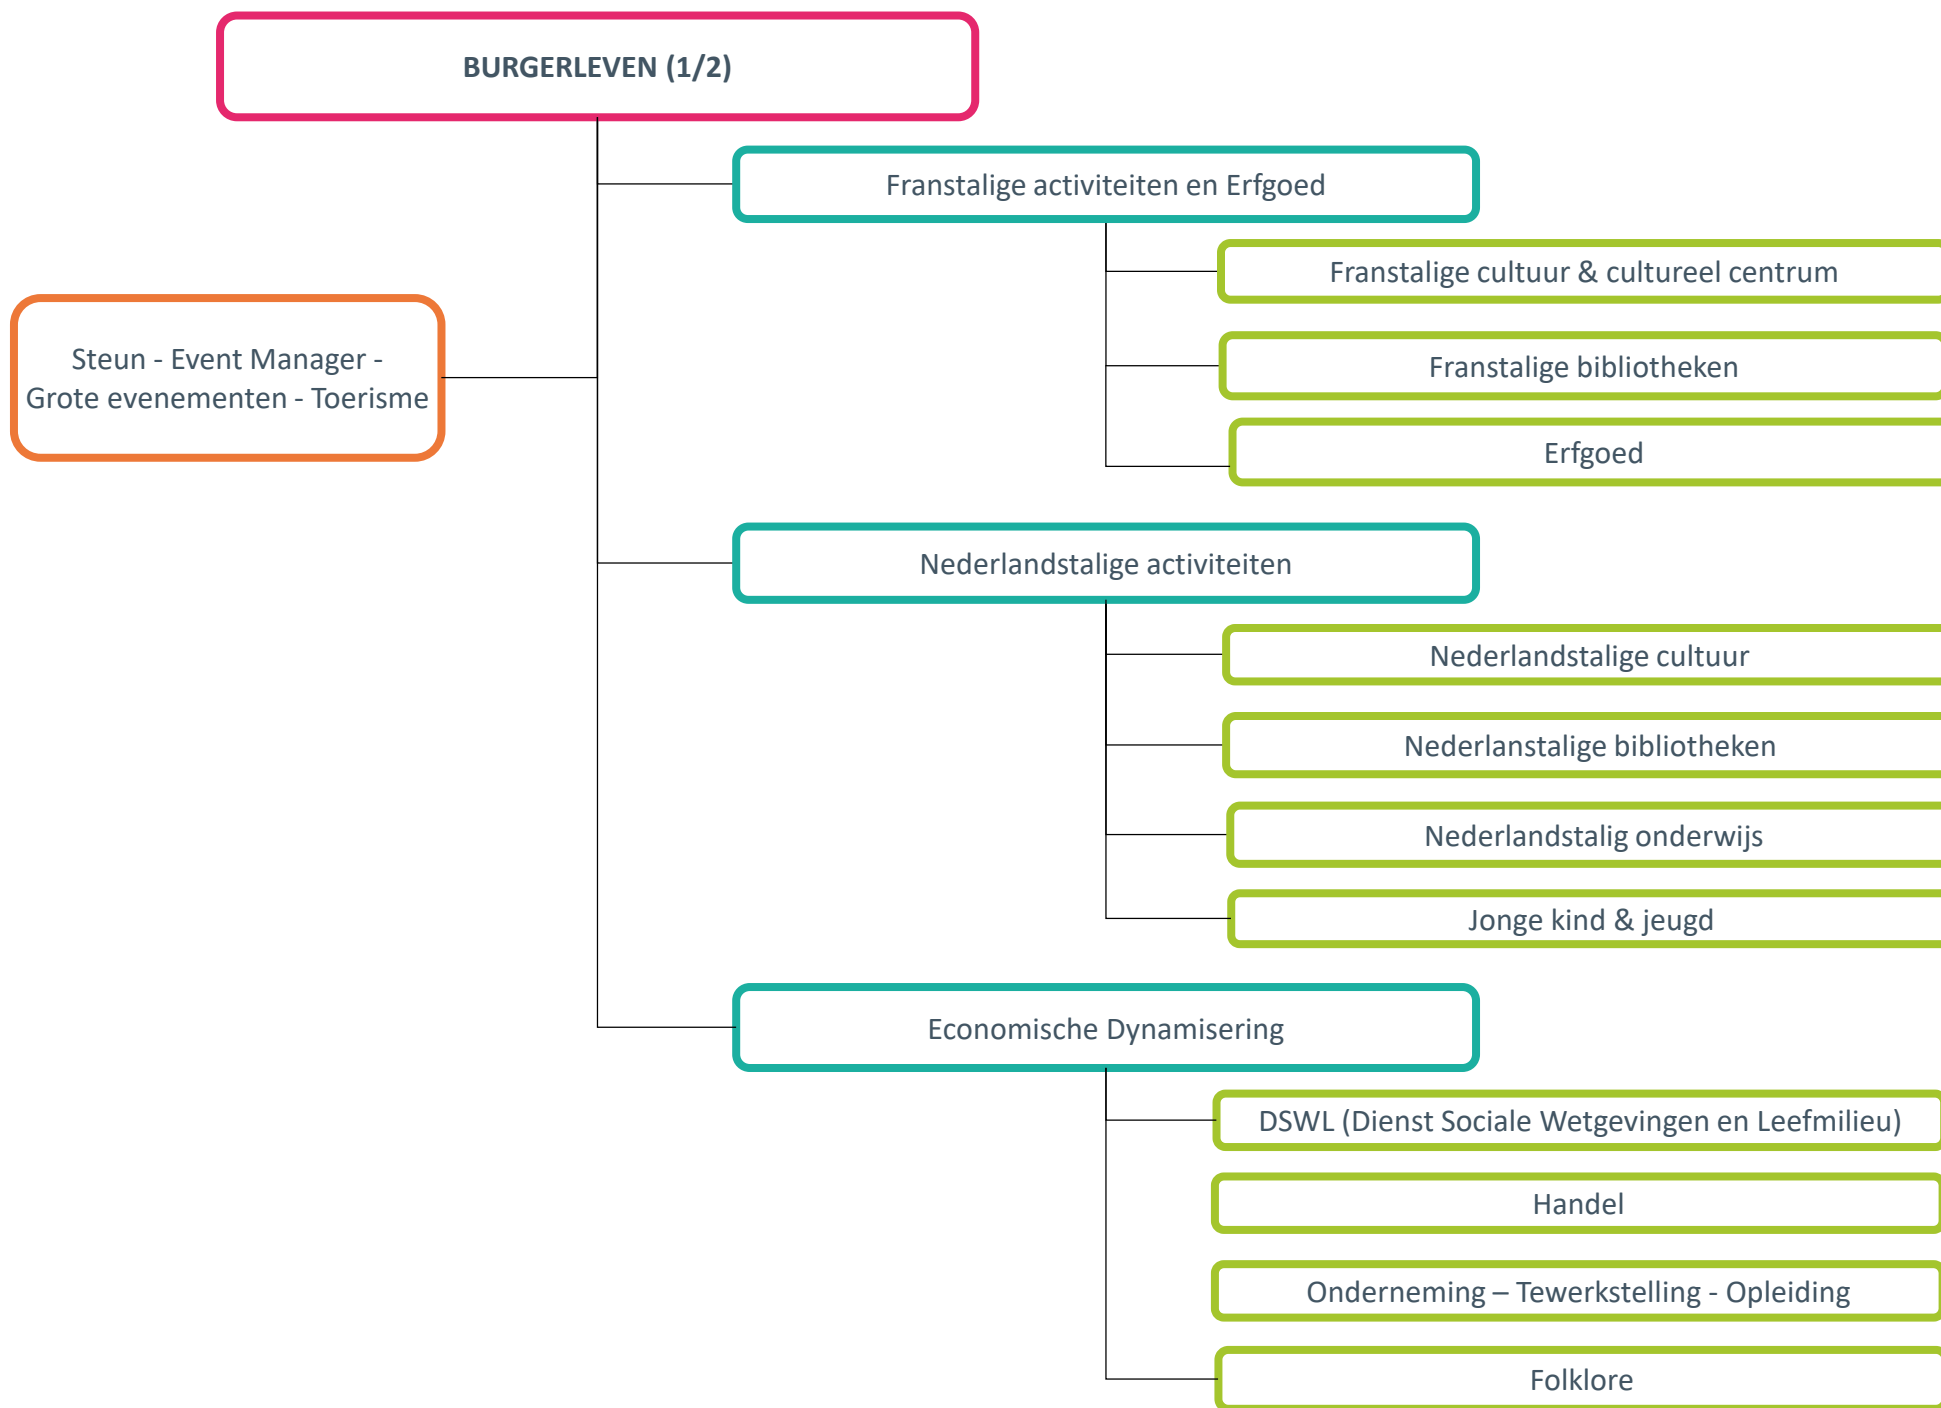 BURGERLEVEN (1/2)
Franstalige activiteiten en Erfgoed
Franstalige cultuur & cultureel centrum
Steun - Event Manager -
Grote evenementen - Toerisme
Franstalige bibliotheken
Erfgoed
Nederlandstalige activiteiten
Nederlandstalige cultuur
Nederlanstalige bibliotheken
Nederlandstalig onderwijs
Jonge kind & jeugd
Economische Dynamisering
DSWL (Dienst Sociale Wetgevingen en Leefmilieu)
Handel
Onderneming – Tewerkstelling - Opleiding
Folklore